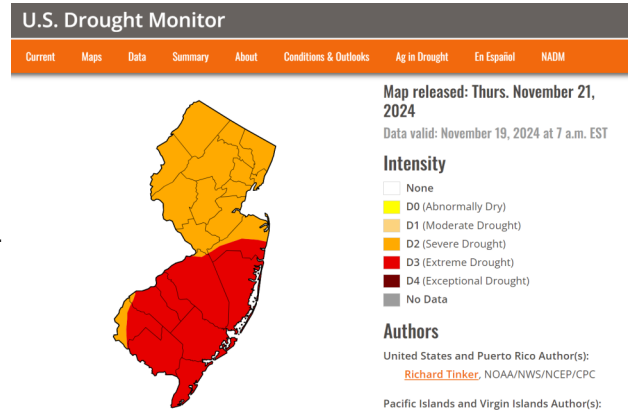 U.S. Drought Monitor
Current Maps Data Summary About Conditions & Outlooks Ag in Drought En Español NADM
Map released: Thurs. November 21,
2024
Data valid: November 19, 2024 at 7 a.m. EST
Intensity
None
D0 (Abnormally Dry)
D1 (Moderate Drought)
D2 (Severe Drought)
D3 (Extreme Drought)
D4 (Exceptional Drought)
No Data
Authors
United States and Puerto Rico Author(s):
Richard Tinker, NOAA/NWS/NCEP/CPC
Pacific Islands and Virgin Islands Author(s):